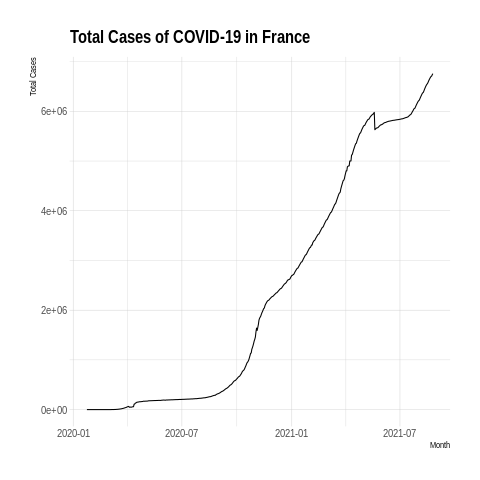 Total Cases of COVID-19 in France
Total Cases
6e+06
4e+06
2e+06
0e+00
2020-01 2020-07 2021-01 2021-07
Month